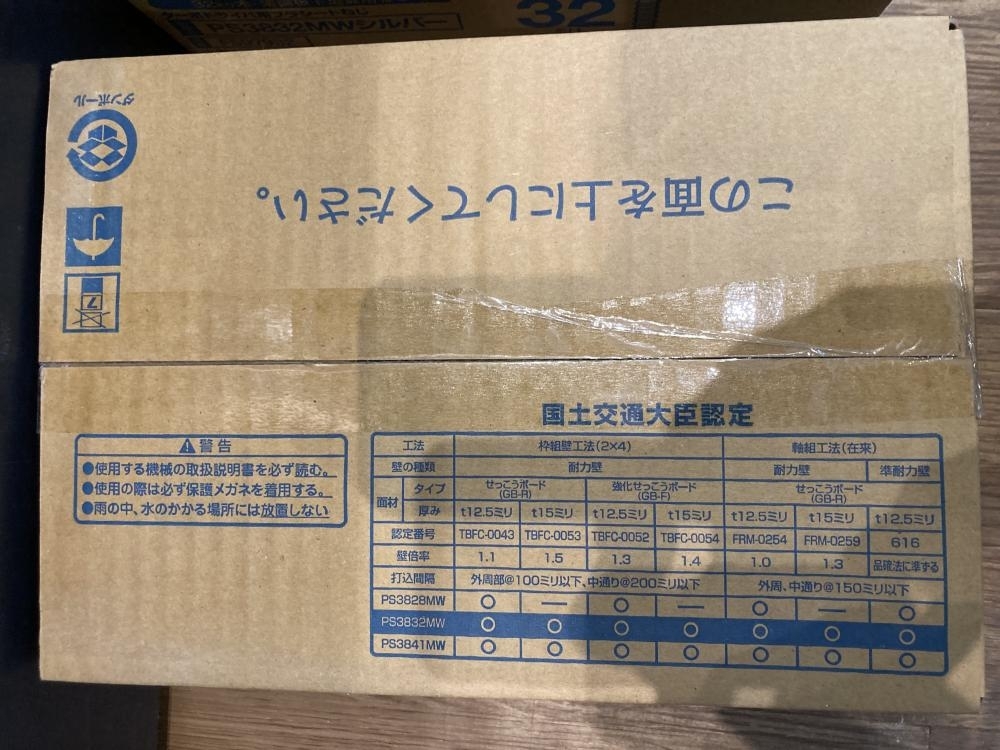 PS3832MWシルバー
32
ダンボール
この面を上にしてください。
7
国土交通大臣認定
警告
●使用する機械の取扱説明書を必ず読む。
●使用の際は必ず保護メガネを着用する。
●雨の中、水のかかる場所には放置しない
工法 枠組壁工法(2×4) 軸組工法(在来)
壁の種類 耐力壁 耐力壁 準耐力壁
面材 タイプ せっこうボード(GB-R) 強化せっこうボード(GB-F) せっこうボード(GB-R)
厚み t12.5ミリ t15ミリ t12.5ミリ t15ミリ t12.5ミリ t15ミリ t12.5ミリ
認定番号 TBFC-0043 TBFC-0053 TBFC-0052 TBFC-0054 FRM-0254 FRM-0259 616
壁倍率 1.1 1.5 1.3 1.4 1.0 1.3 品確法に準ずる
打込間隔 外周部@100ミリ以下、中通り@200ミリ以下 外周、中通り@150ミリ以下
PS3828MW ○ — ○ — ○ — ○
PS3832MW ○ ○ ○ ○ ○ ○ ○
PS3841MW ○ ○ ○ ○ ○ ○ ○